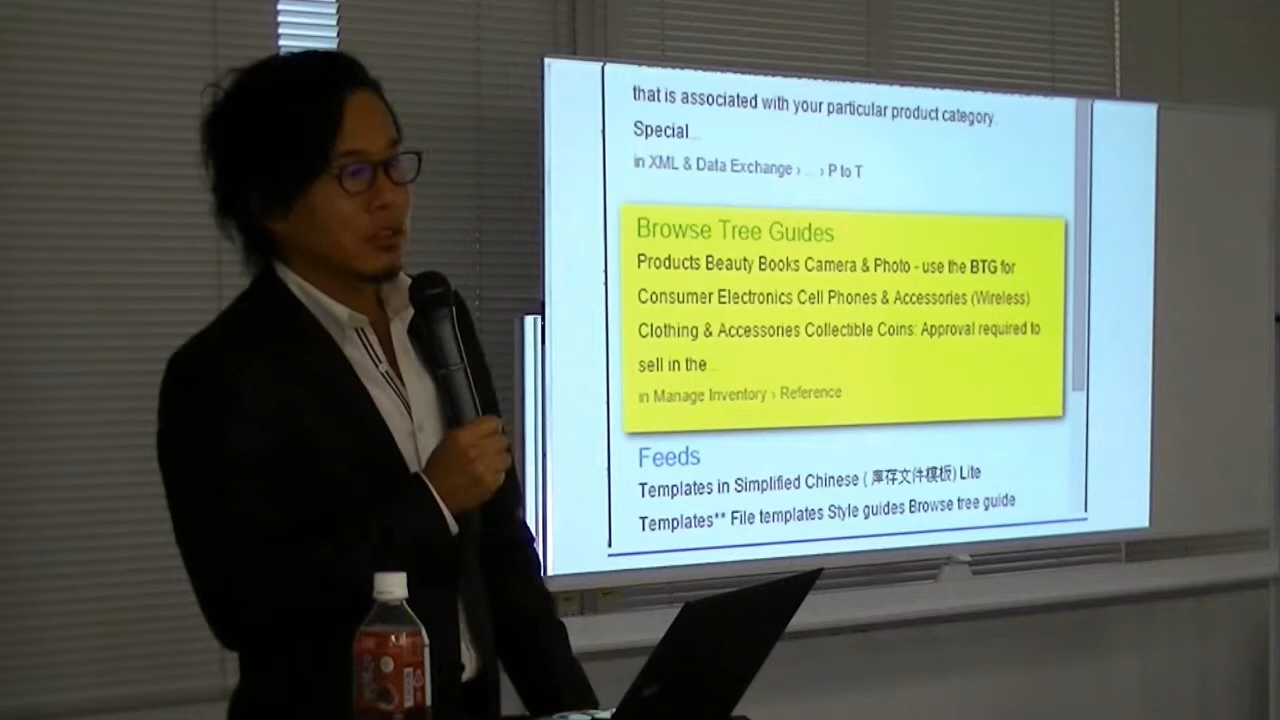 that is associated with your particular product category.
Special...
in XML & Data Exchange › ... › P to T
Browse Tree Guides
Products Beauty Books Camera & Photo - use the BTG for
Consumer Electronics Cell Phones & Accessories (Wireless)
Clothing & Accessories Collectible Coins: Approval required to
sell in the...
in Manage Inventory › Reference
Feeds
Templates in Simplified Chinese ( 库存文件模板) Lite
Templates** File templates Style guides Browse tree guide